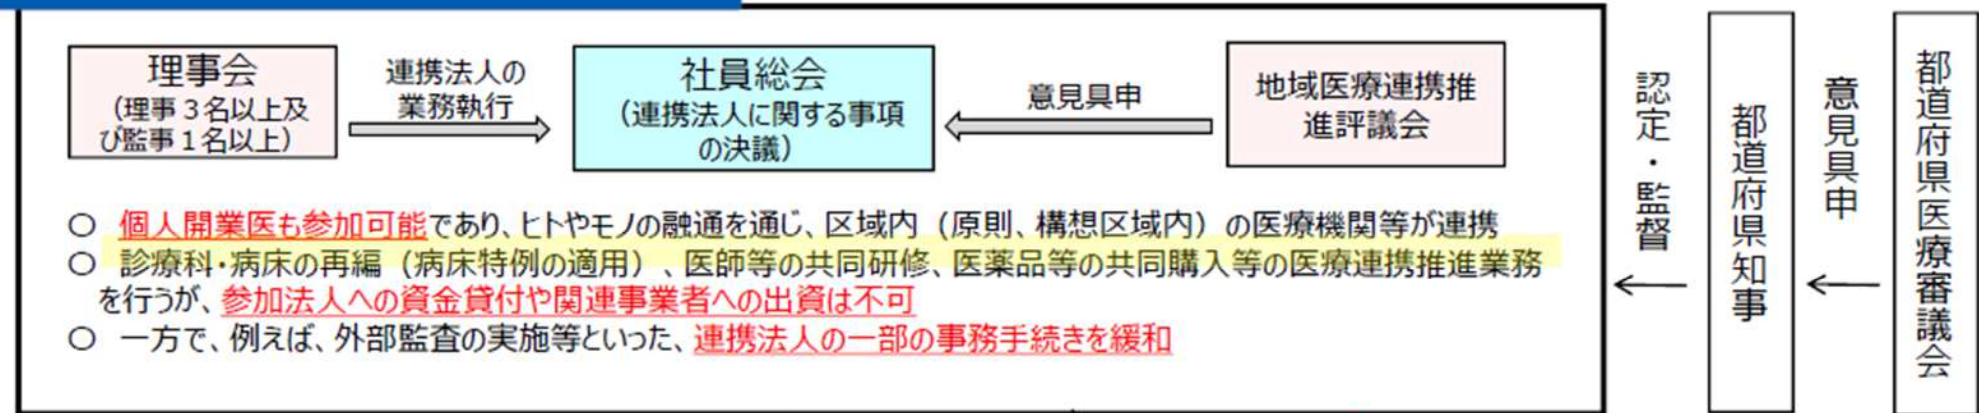 理事会
（理事３名以上及
び監事１名以上）
連携法人の
業務執行
社員総会
（連携法人に関する事項
の決議）
意見具申
地域医療連携推
進評議会
○ 個人開業医も参加可能であり、ヒトやモノの融通を通じ、区域内（原則、構想区域内）の医療機関等が連携
○ 診療科・病床の再編（病床特例の適用）、医師等の共同研修、医薬品等の共同購入等の医療連携推進業務
を行うが、参加法人への資金貸付や関連事業者への出資は不可
○ 一方で、例えば、外部監査の実施等といった、連携法人の一部の事務手続きを緩和
認定・監督
都道府県知事
意見具申
都道府県医療審議会